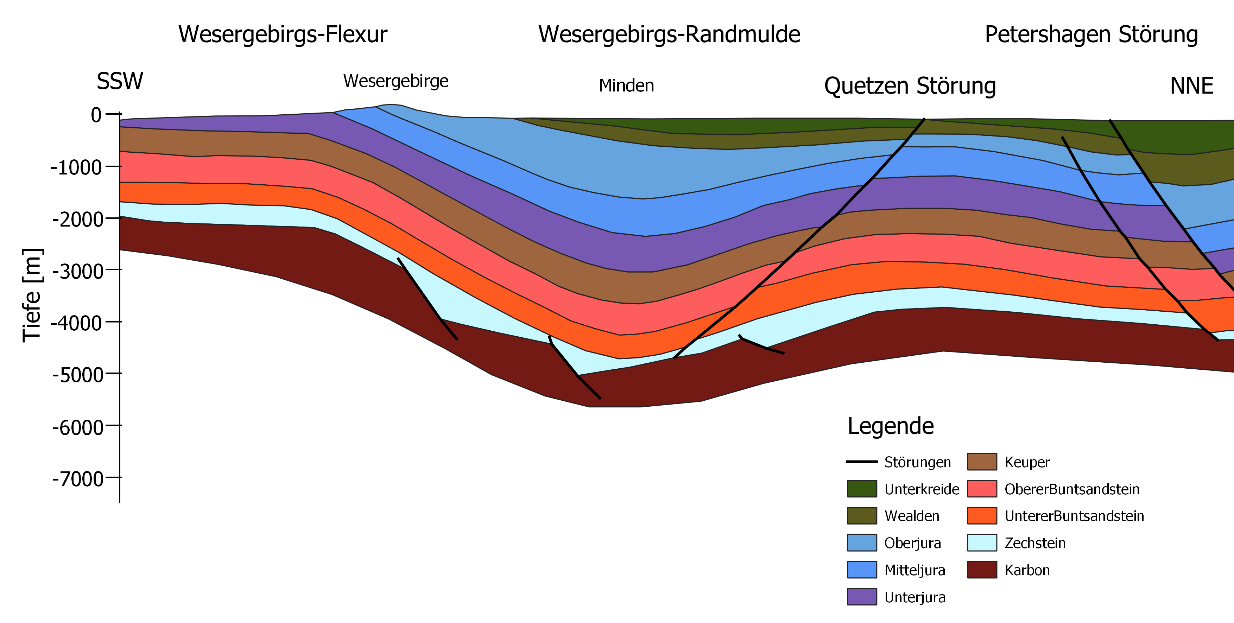 Wesergebirgs-Flexur
Wesergebirgs-Randmulde
Petershagen Störung
SSW
Wesergebirge
Minden
Quetzen Störung
NNE
0
-1000
-2000
-3000
-4000
-5000
-6000
-7000
Tiefe [m]
Legende
Störungen
Unterkreide
Wealden
Oberjura
Mitteljura
Unterjura
Keuper
ObererBuntsandstein
UntererBuntsandstein
Zechstein
Karbon